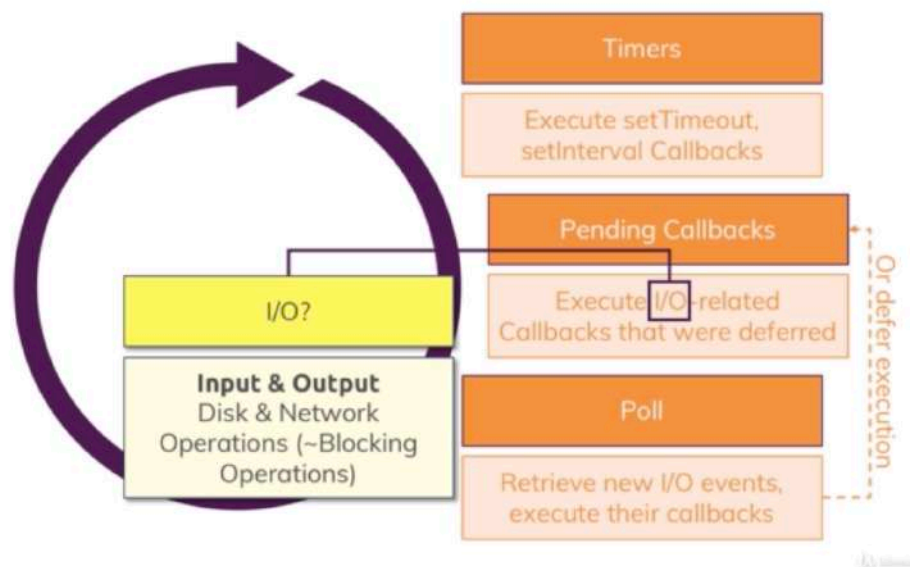 Timers
Execute setTimeout,
setInterval Callbacks
Pending Callbacks
I/O?
Execute I/O-related
Callbacks that were deferred
Or defer execution
Input & Output
Disk & Network
Operations (~Blocking
Operations)
Poll
Retrieve new I/O events,
execute their callbacks